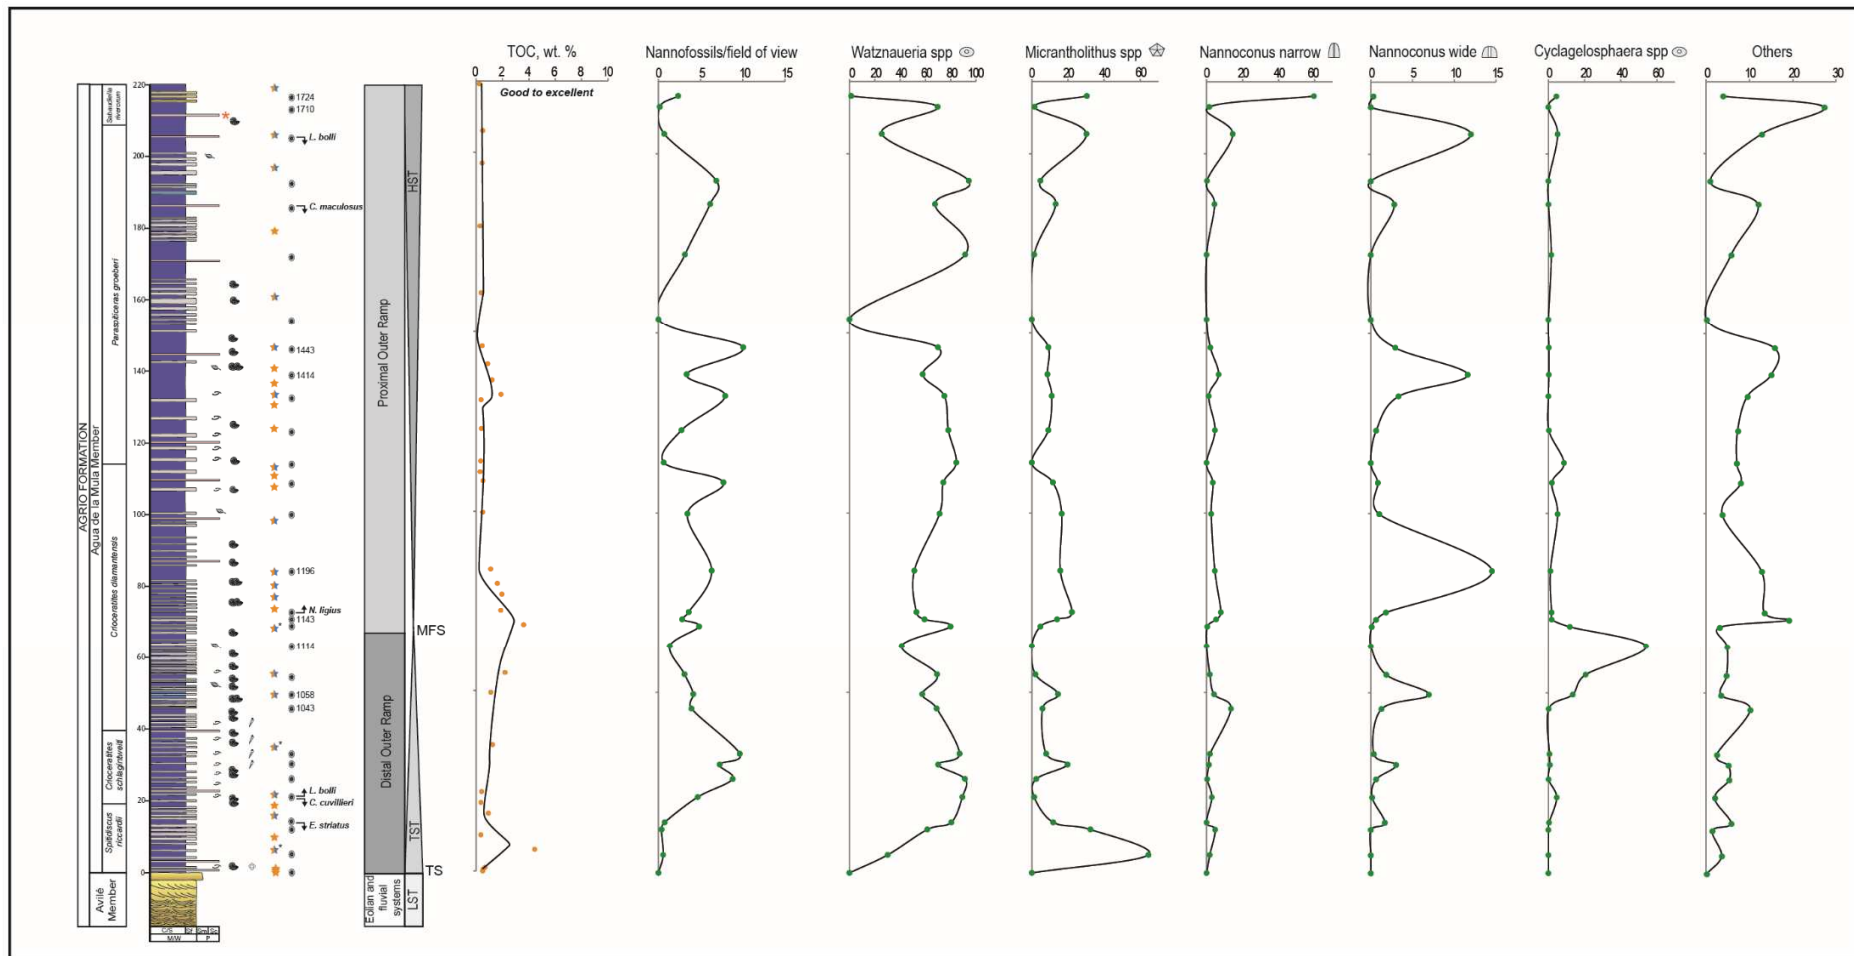 TOC, wt. %
Nannofossils/field of view
Watznaueria spp
Micrantholithus spp
Nannoconus narrow
Nannoconus wide
Cyclagelosphaera spp
Others
0 2 4 6 8 10
0 5 10 15
0 20 40 60 80 100
0 20 40 60
0 20 40 60
0 5 10 15
0 20 40 60
0 10 20 30
Good to excellent
AGRIO FORMATION
Agua de la Mula Member
Avilé
Member
Paraspiticeras groeberi
Crioceratites diamantensis
Crioceratites
schlagintweiti
Spitidiscus
riccardii
220
200
180
160
140
120
100
80
60
40
20
0
1724
1710
L. bolli
C. maculosus
1443
1414
1196
N. ligius
1143
1114
1058
1043
L. bolli
C. cuvillieri
E. striatus
Proximal Outer Ramp
Distal Outer Ramp
Eolian and
fluvial
systems
HST
TST
LST
MFS
TS
C/S
M/W